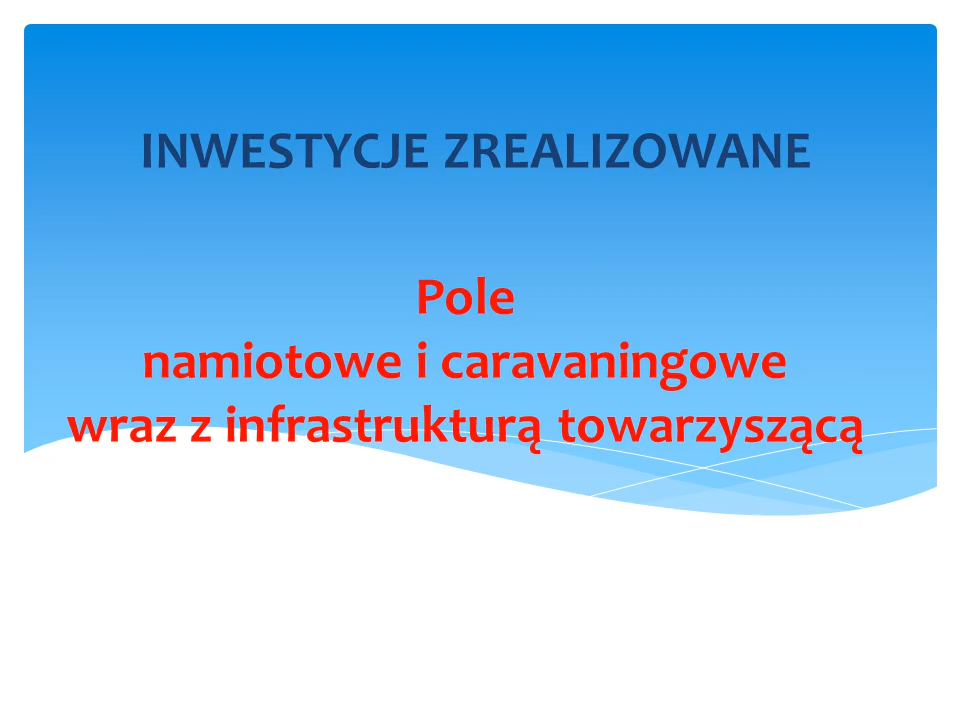 INWESTYCJE ZREALIZOWANE
Pole
namiotowe i caravaningowe
wraz z infrastrukturą towarzyszącą